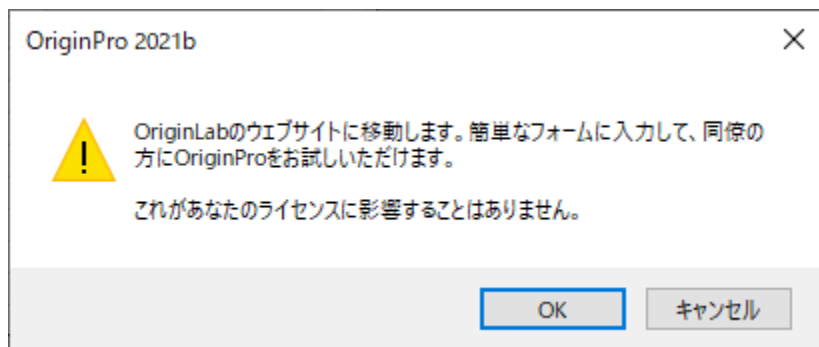 OriginPro 2021b
OriginLabのウエブサイトに移動します。簡単なフォームに入力して、同僚の
方にOriginProをお試しいただけます。
これがあなたのライセンスに影響することはありません。
OK
キャンセル